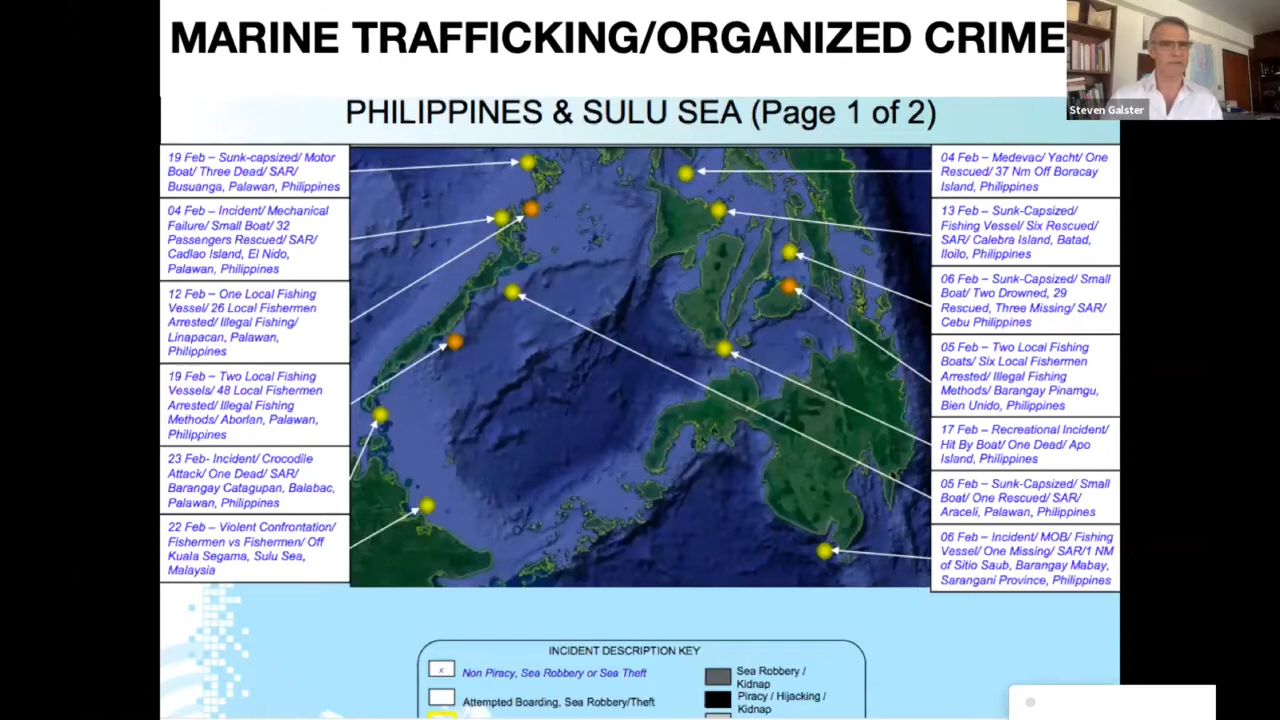 MARINE TRAFFICKING/ORGANIZED CRIME
Steven Galster
PHILIPPINES & SULU SEA (Page 1 of 2)
19 Feb – Sunk-capsized/ Motor
Boat/ Three Dead/ SAR/
Busuanga, Palawan, Philippines
04 Feb – Incident/ Mechanical
Failure/ Small Boat/ 32
Passengers Rescued/ SAR/
Cadlao Island, El Nido,
Palawan, Philippines
12 Feb – One Local Fishing
Vessel/ 26 Local Fishermen
Arrested/ Illegal Fishing/
Linapacan, Palawan,
Philippines
19 Feb – Two Local Fishing
Vessels/ 48 Local Fishermen
Arrested/ Illegal Fishing
Methods/ Aborlan, Palawan,
Philippines
23 Feb- Incident/ Crocodile
Attack/ One Dead/ SAR/
Barangay Catagupan, Balabac,
Palawan, Philippines
22 Feb – Violent Confrontation/
Fishermen vs Fishermen/ Off
Kuala Segama, Sulu Sea,
Malaysia
04 Feb – Medevac/ Yacht/ One
Rescued/ 37 Nm Off Boracay
Island, Philippines
13 Feb – Sunk-Capsized/
Fishing Vessel/ Six Rescued/
SAR/ Calebra Island, Batad,
Iloilo, Philippines
06 Feb – Sunk-Capsized/ Small
Boat/ Two Drowned, 29
Rescued, Three Missing/ SAR/
Cebu Philippines
05 Feb – Two Local Fishing
Boats/ Six Local Fishermen
Arrested/ Illegal Fishing
Methods/ Barangay Pinamgu,
Bien Unido, Philippines
17 Feb – Recreational Incident/
Hit By Boat/ One Dead/ Apo
Island, Philippines
05 Feb – Sunk-Capsized/ Small
Boat/ One Rescued/ SAR/
Araceli, Palawan, Philippines
06 Feb – Incident/ MOB/ Fishing
Vessel/ One Missing/ SAR/1 NM
of Sitio Saub, Barangay Mabay,
Sarangani Province, Philippines
INCIDENT DESCRIPTION KEY
x Non Piracy, Sea Robbery or Sea Theft
Attempted Boarding, Sea Robbery/Theft
Sea Robbery /
Kidnap
Piracy / Hijacking /
Kidnap